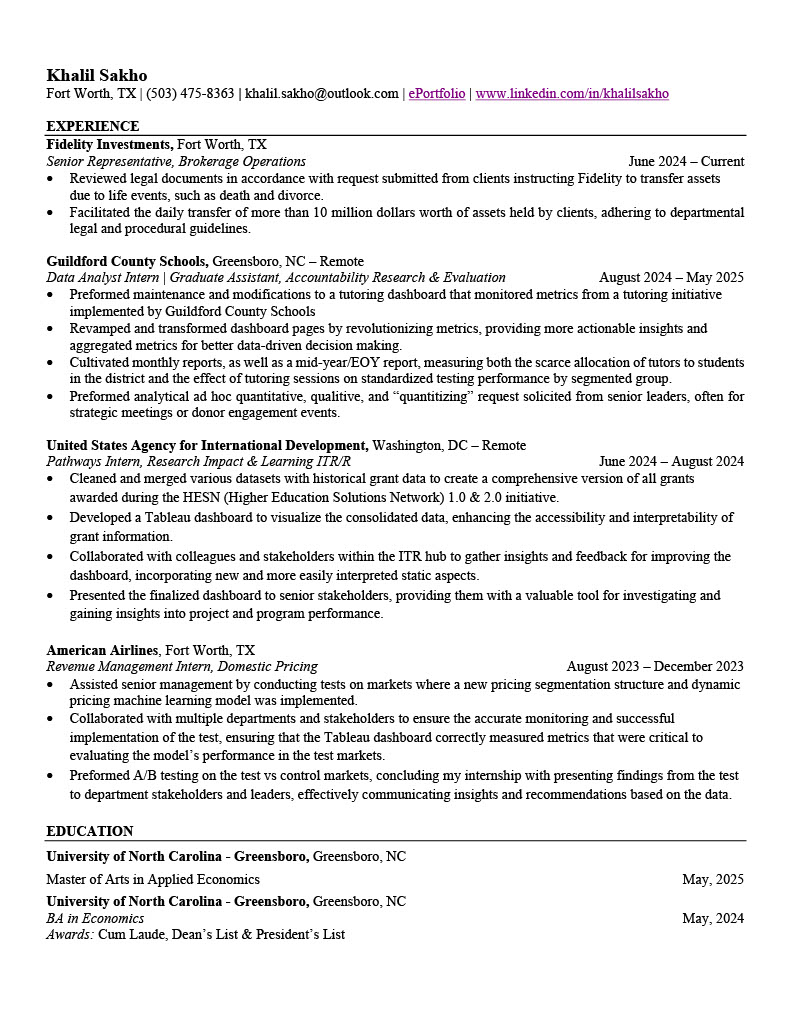 Khalil Sakho
Fort Worth, TX | (503) 475-8363 | khalil.sakho@outlook.com | ePortfolio | www.linkedin.com/in/khalilsakho
EXPERIENCE
Fidelity Investments, Fort Worth, TX
Senior Representative, Brokerage Operations June 2024 – Current
• Reviewed legal documents in accordance with request submitted from clients instructing Fidelity to transfer assets
due to life events, such as death and divorce.
• Facilitated the daily transfer of more than 10 million dollars worth of assets held by clients, adhering to departmental
legal and procedural guidelines.
Guildford County Schools, Greensboro, NC – Remote
Data Analyst Intern | Graduate Assistant, Accountability Research & Evaluation August 2024 – May 2025
• Preformed maintenance and modifications to a tutoring dashboard that monitored metrics from a tutoring initiative
implemented by Guildford County Schools
• Revamped and transformed dashboard pages by revolutionizing metrics, providing more actionable insights and
aggregated metrics for better data-driven decision making.
• Cultivated monthly reports, as well as a mid-year/EOY report, measuring both the scarce allocation of tutors to students
in the district and the effect of tutoring sessions on standardized testing performance by segmented group.
• Preformed analytical ad hoc quantitative, qualitive, and “quantitizing” request solicited from senior leaders, often for
strategic meetings or donor engagement events.
United States Agency for International Development, Washington, DC – Remote
Pathways Intern, Research Impact & Learning ITR/R June 2024 – August 2024
• Cleaned and merged various datasets with historical grant data to create a comprehensive version of all grants
awarded during the HESN (Higher Education Solutions Network) 1.0 & 2.0 initiative.
• Developed a Tableau dashboard to visualize the consolidated data, enhancing the accessibility and interpretability of
grant information.
• Collaborated with colleagues and stakeholders within the ITR hub to gather insights and feedback for improving the
dashboard, incorporating new and more easily interpreted static aspects.
• Presented the finalized dashboard to senior stakeholders, providing them with a valuable tool for investigating and
gaining insights into project and program performance.
American Airlines, Fort Worth, TX
Revenue Management Intern, Domestic Pricing August 2023 – December 2023
• Assisted senior management by conducting tests on markets where a new pricing segmentation structure and dynamic
pricing machine learning model was implemented.
• Collaborated with multiple departments and stakeholders to ensure the accurate monitoring and successful
implementation of the test, ensuring that the Tableau dashboard correctly measured metrics that were critical to
evaluating the model’s performance in the test markets.
• Preformed A/B testing on the test vs control markets, concluding my internship with presenting findings from the test
to department stakeholders and leaders, effectively communicating insights and recommendations based on the data.
EDUCATION
University of North Carolina - Greensboro, Greensboro, NC
Master of Arts in Applied Economics May, 2025
University of North Carolina - Greensboro, Greensboro, NC
BA in Economics May, 2024
Awards: Cum Laude, Dean’s List & President’s List